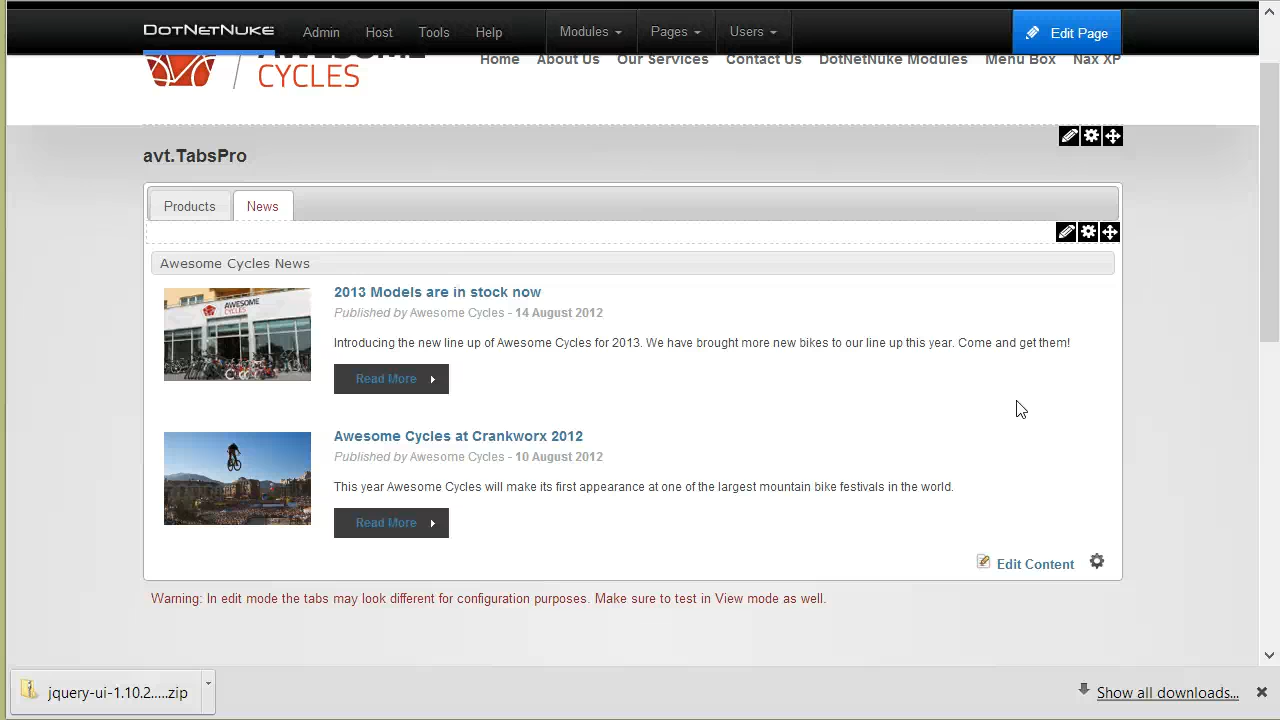 DOTNETNUKE Admin Host Tools Help Modules Pages Users Edit Page
AWESOME
CYCLES
Home About Us Our Services Contact Us DotNetNuke Modules Menu Box Nax XP
avt.TabsPro
Products News
Awesome Cycles News
2013 Models are in stock now
Published by Awesome Cycles - 14 August 2012
Introducing the new line up of Awesome Cycles for 2013. We have brought more new bikes to our line up this year. Come and get them!
Read More
AWESOME
CYCLES
Awesome Cycles at Crankworx 2012
Published by Awesome Cycles - 10 August 2012
This year Awesome Cycles will make its first appearance at one of the largest mountain bike festivals in the world.
Read More
Edit Content
Warning: In edit mode the tabs may look different for configuration purposes. Make sure to test in View mode as well.
jquery-ui-1.10.2.....zip
Show all downloads...